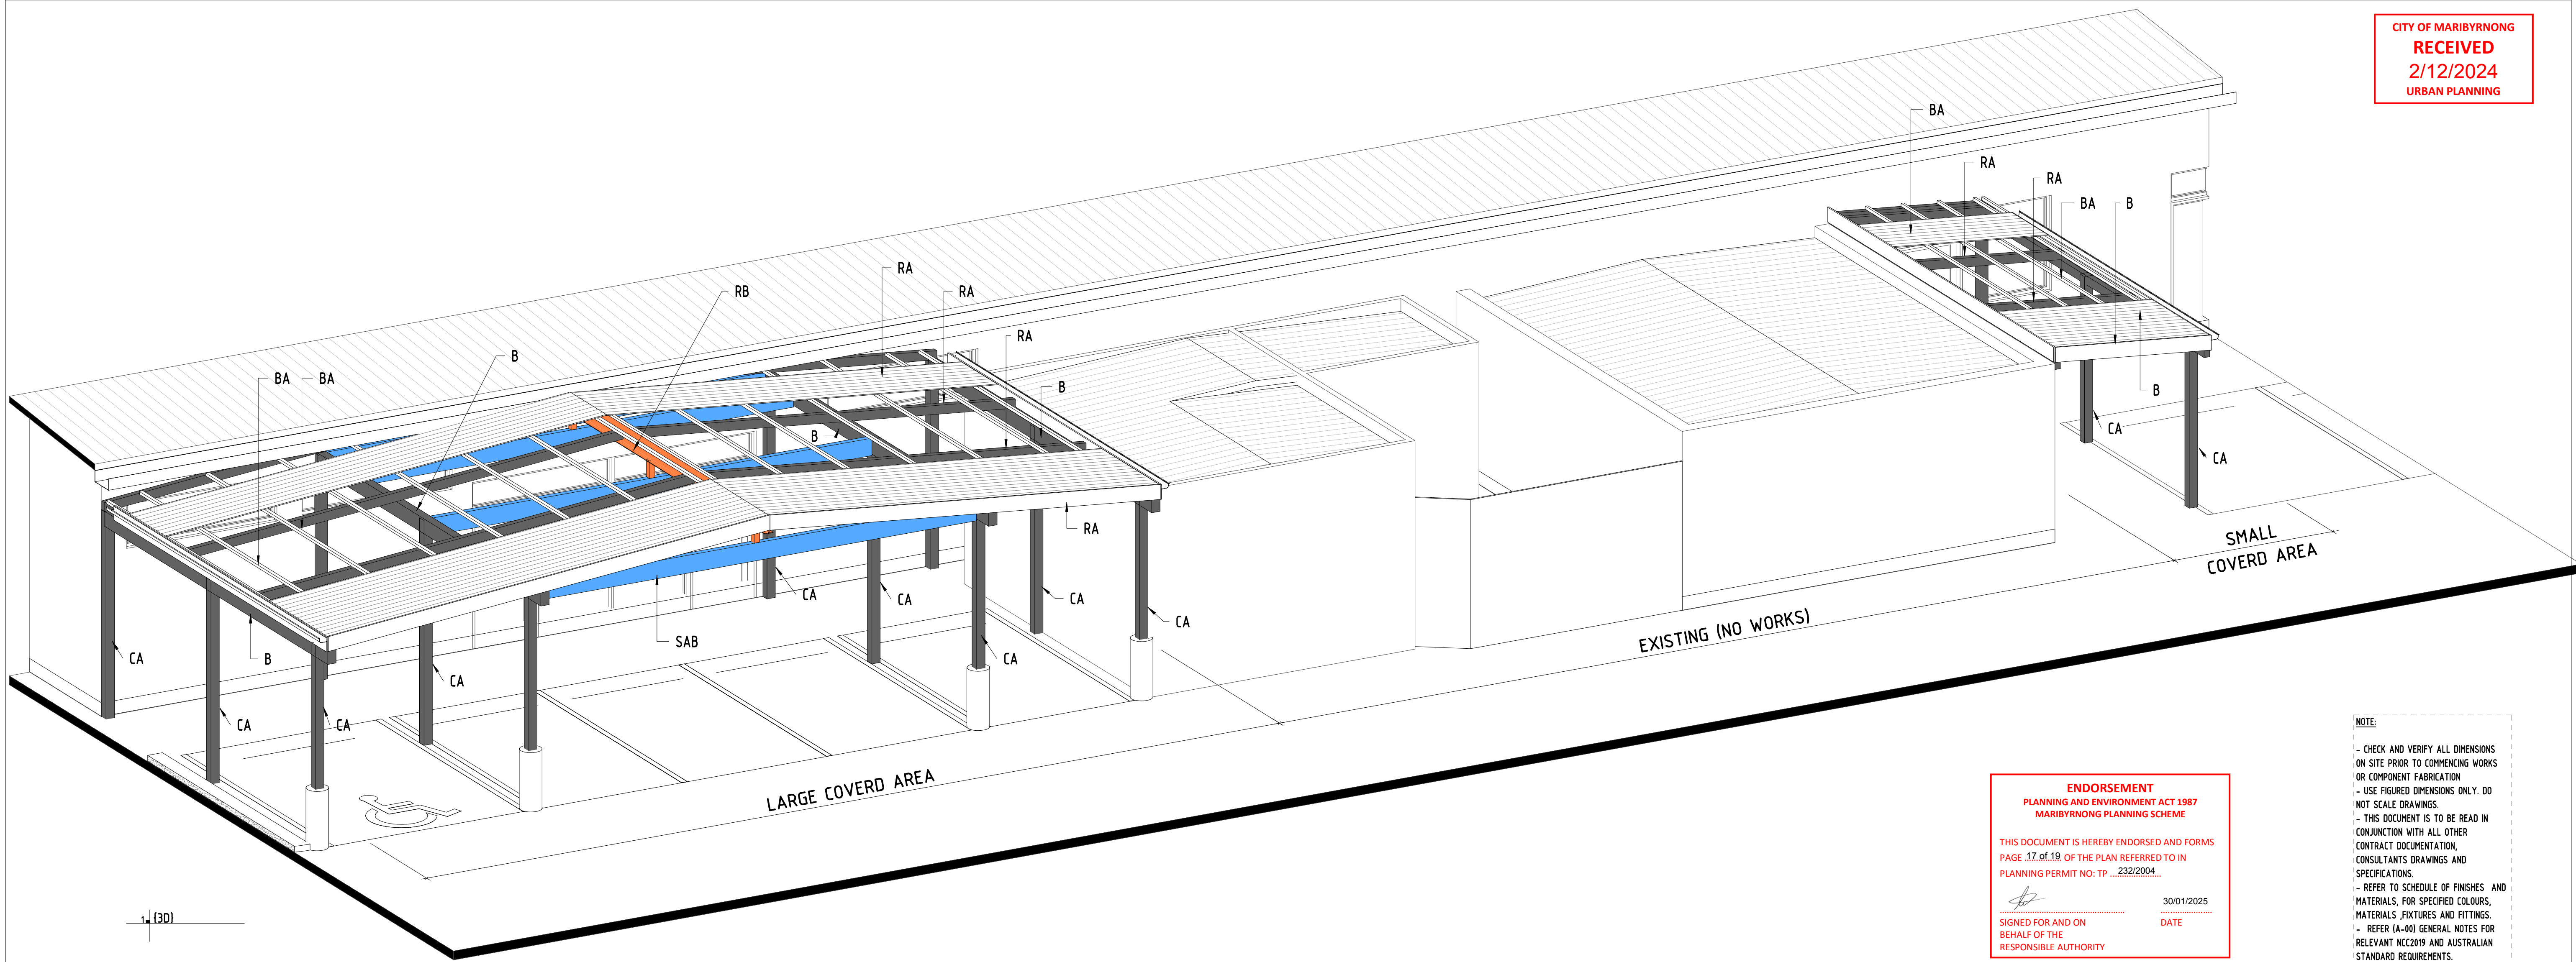 CITY OF MARIBYRNONG
RECEIVED
2/12/2024
URBAN PLANNING
BA
RA
RA
BA
B
B
CA
CA
RA
RB
RA
RA
B
BA
BA
B
B
RA
SAB
CA
CA
CA
CA
CA
CA
B
CA
CA
CA
SMALL
COVERD AREA
EXISTING (NO WORKS)
LARGE COVERD AREA
1 {3D}
ENDORSEMENT
PLANNING AND ENVIRONMENT ACT 1987
MARIBYRNONG PLANNING SCHEME
THIS DOCUMENT IS HEREBY ENDORSED AND FORMS
PAGE 17 of 19 OF THE PLAN REFERRED TO IN
PLANNING PERMIT NO: TP 232/2004
30/01/2025
SIGNED FOR AND ON DATE
BEHALF OF THE
RESPONSIBLE AUTHORITY
NOTE:
- CHECK AND VERIFY ALL DIMENSIONS
ON SITE PRIOR TO COMMENCING WORKS
OR COMPONENT FABRICATION
- USE FIGURED DIMENSIONS ONLY. DO
NOT SCALE DRAWINGS.
- THIS DOCUMENT IS TO BE READ IN
CONJUNCTION WITH ALL OTHER
CONTRACT DOCUMENTATION,
CONSULTANTS DRAWINGS AND
SPECIFICATIONS.
- REFER TO SCHEDULE OF FINISHES AND
MATERIALS, FOR SPECIFIED COLOURS,
MATERIALS ,FIXTURES AND FITTINGS.
- REFER (A-00) GENERAL NOTES FOR
RELEVANT NCC2019 AND AUSTRALIAN
STANDARD REQUIREMENTS.